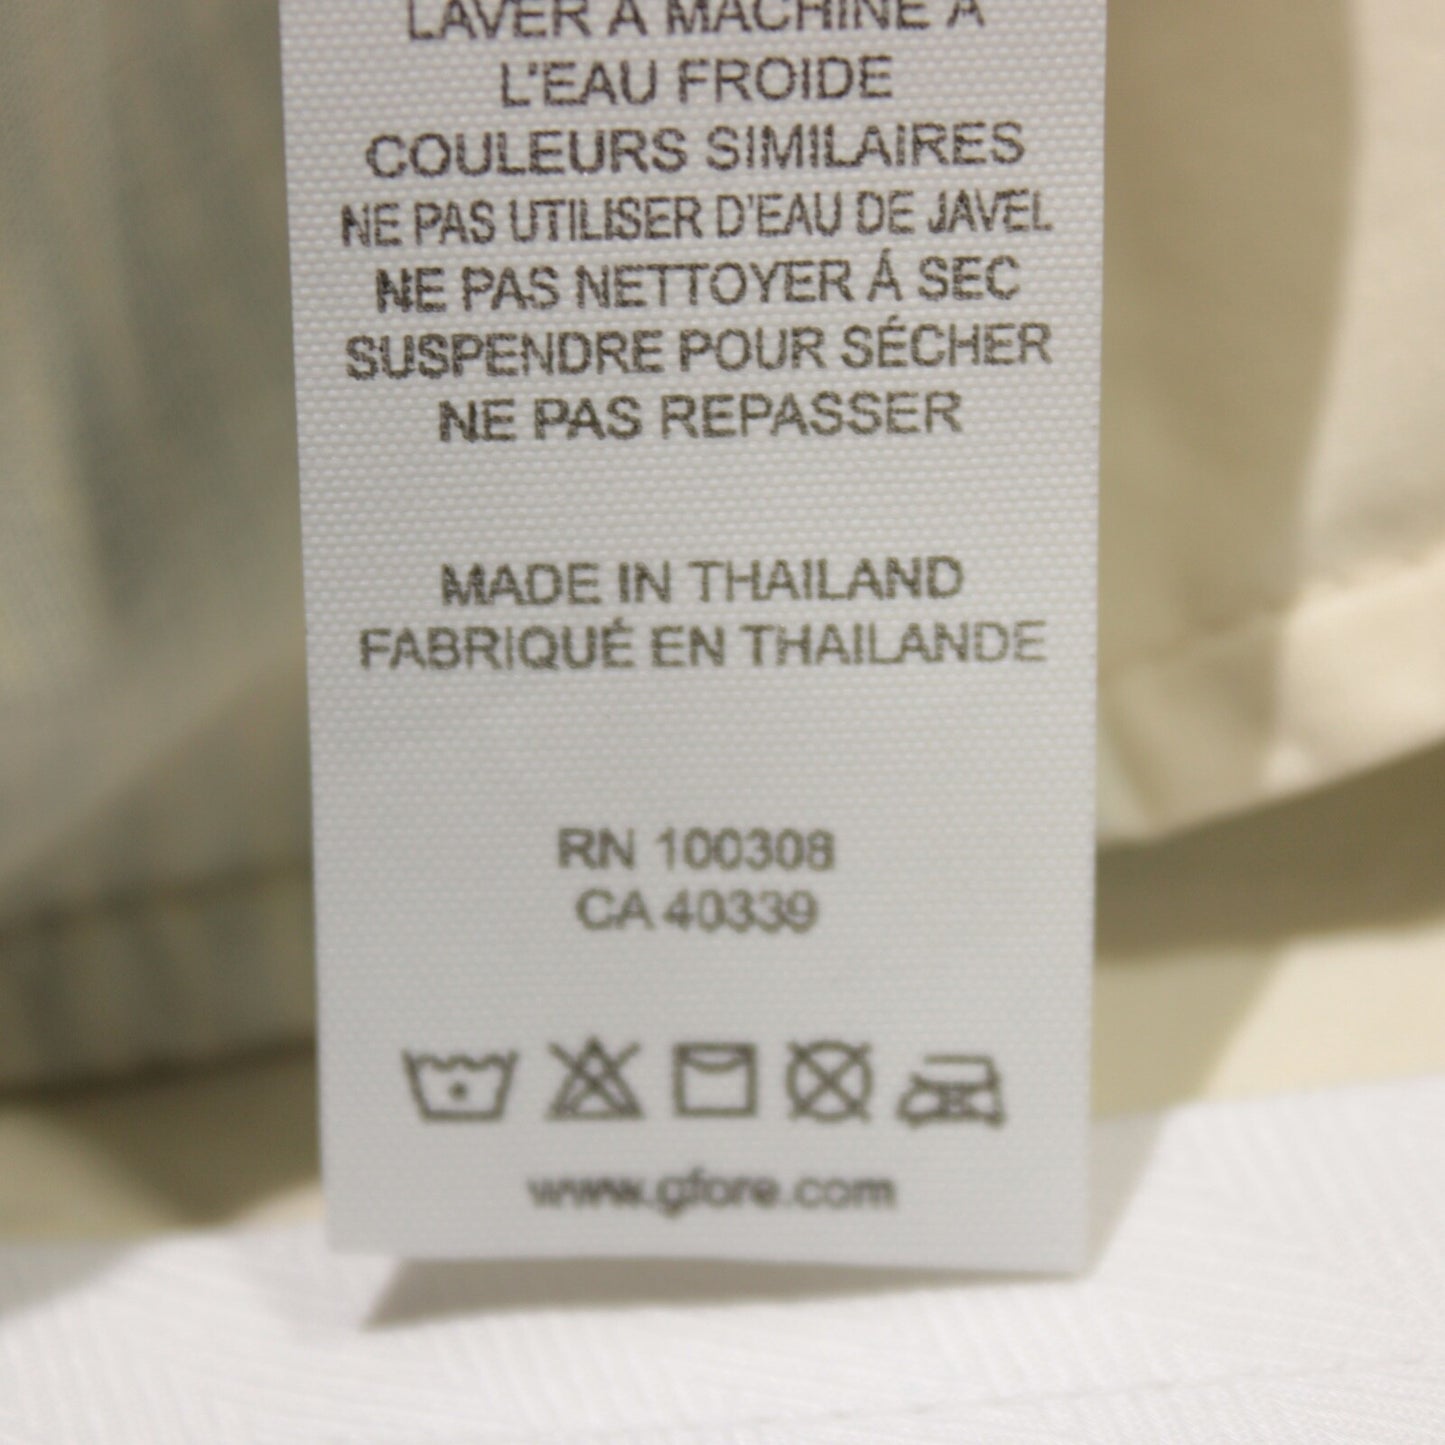 LAVER À MACHINE À
L'EAU FROIDE
COULEURS SIMILAIRES
NE PAS UTILISER D'EAU DE JAVEL
NE PAS NETTOYER Á SEC
SUSPENDRE POUR SÉCHER
NE PAS REPASSER
MADE IN THAILAND
FABRIQUÉ EN THAILANDE
RN 100308
CA 40339
www.gfore.com